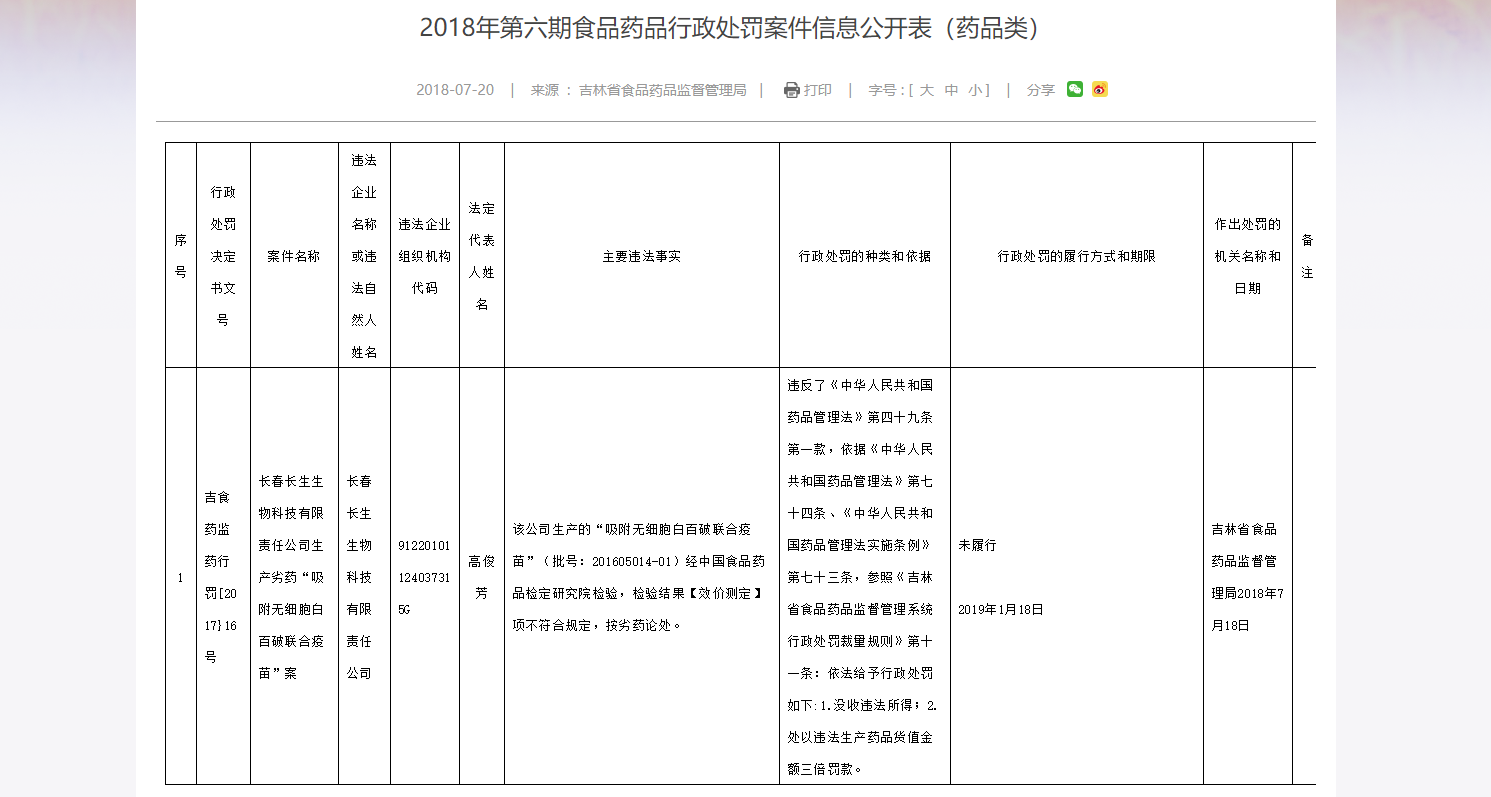 2018年第六期食品药品行政处罚案件信息公开表（药品类）
2018-07-20 | 来源 ：吉林省食品药品监督管理局 | 打印 | 字号 :[ 大 中 小 ] | 分享
序
号
行政
处罚
决定
书文
号
案件名称
违法
企业
名称
或违
法自
然人
姓名
违法企业
组织机构
代码
法定
代表
人姓
名
主要违法事实
行政处罚的种类和依据
行政处罚的履行方式和期限
作出处罚的
机关名称和
日期
备
注
1
吉食
药监
药行
罚[20
17}16
号
长春长生生
物科技有限
责任公司生
产劣药“吸
附无细胞白
百破联合疫
苗”案
长春
长生
生物
科技
有限
责任
公司
91220101
12403731
5G
高俊
芳
该公司生产的“吸附无细胞白百破联合疫
苗”（批号：201605014-01）经中国食品药
品检定研究院检验，检验结果【效价测定】
项不符合规定，按劣药论处。
违反了《中华人民共和国
药品管理法》第四十九条
第一款，依据《中华人民
共和国药品管理法》第七
十四条、《中华人民共和
国药品管理法实施条例》
第七十三条，参照《吉林
省食品药品监督管理系统
行政处罚裁量规则》第十
一条：依法给予行政处罚
如下:1.没收违法所得；2.
处以违法生产药品货值金
额三倍罚款。
未履行
2019年1月18日
吉林省食品
药品监督管
理局2018年7
月18日